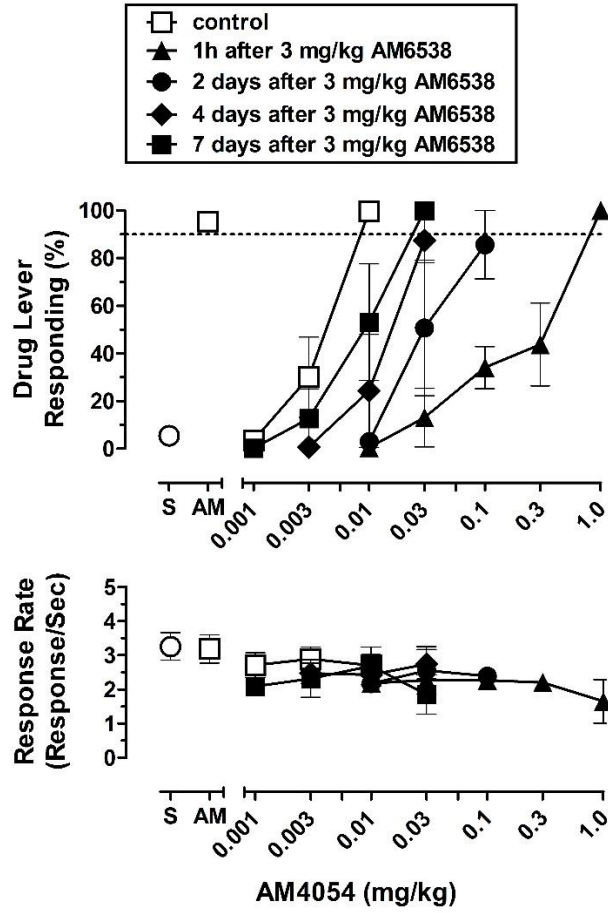 control
1h after 3 mg/kg AM6538
2 days after 3 mg/kg AM6538
4 days after 3 mg/kg AM6538
7 days after 3 mg/kg AM6538
Drug Lever
Responding (%)
100
80
60
40
20
0
S
AM
0.001
0.003
0.01
0.03
0.1
0.3
1.0
Response Rate
(Response/Sec)
5
4
3
2
1
0
S
AM
0.001
0.003
0.01
0.03
0.1
0.3
1.0
AM4054 (mg/kg)